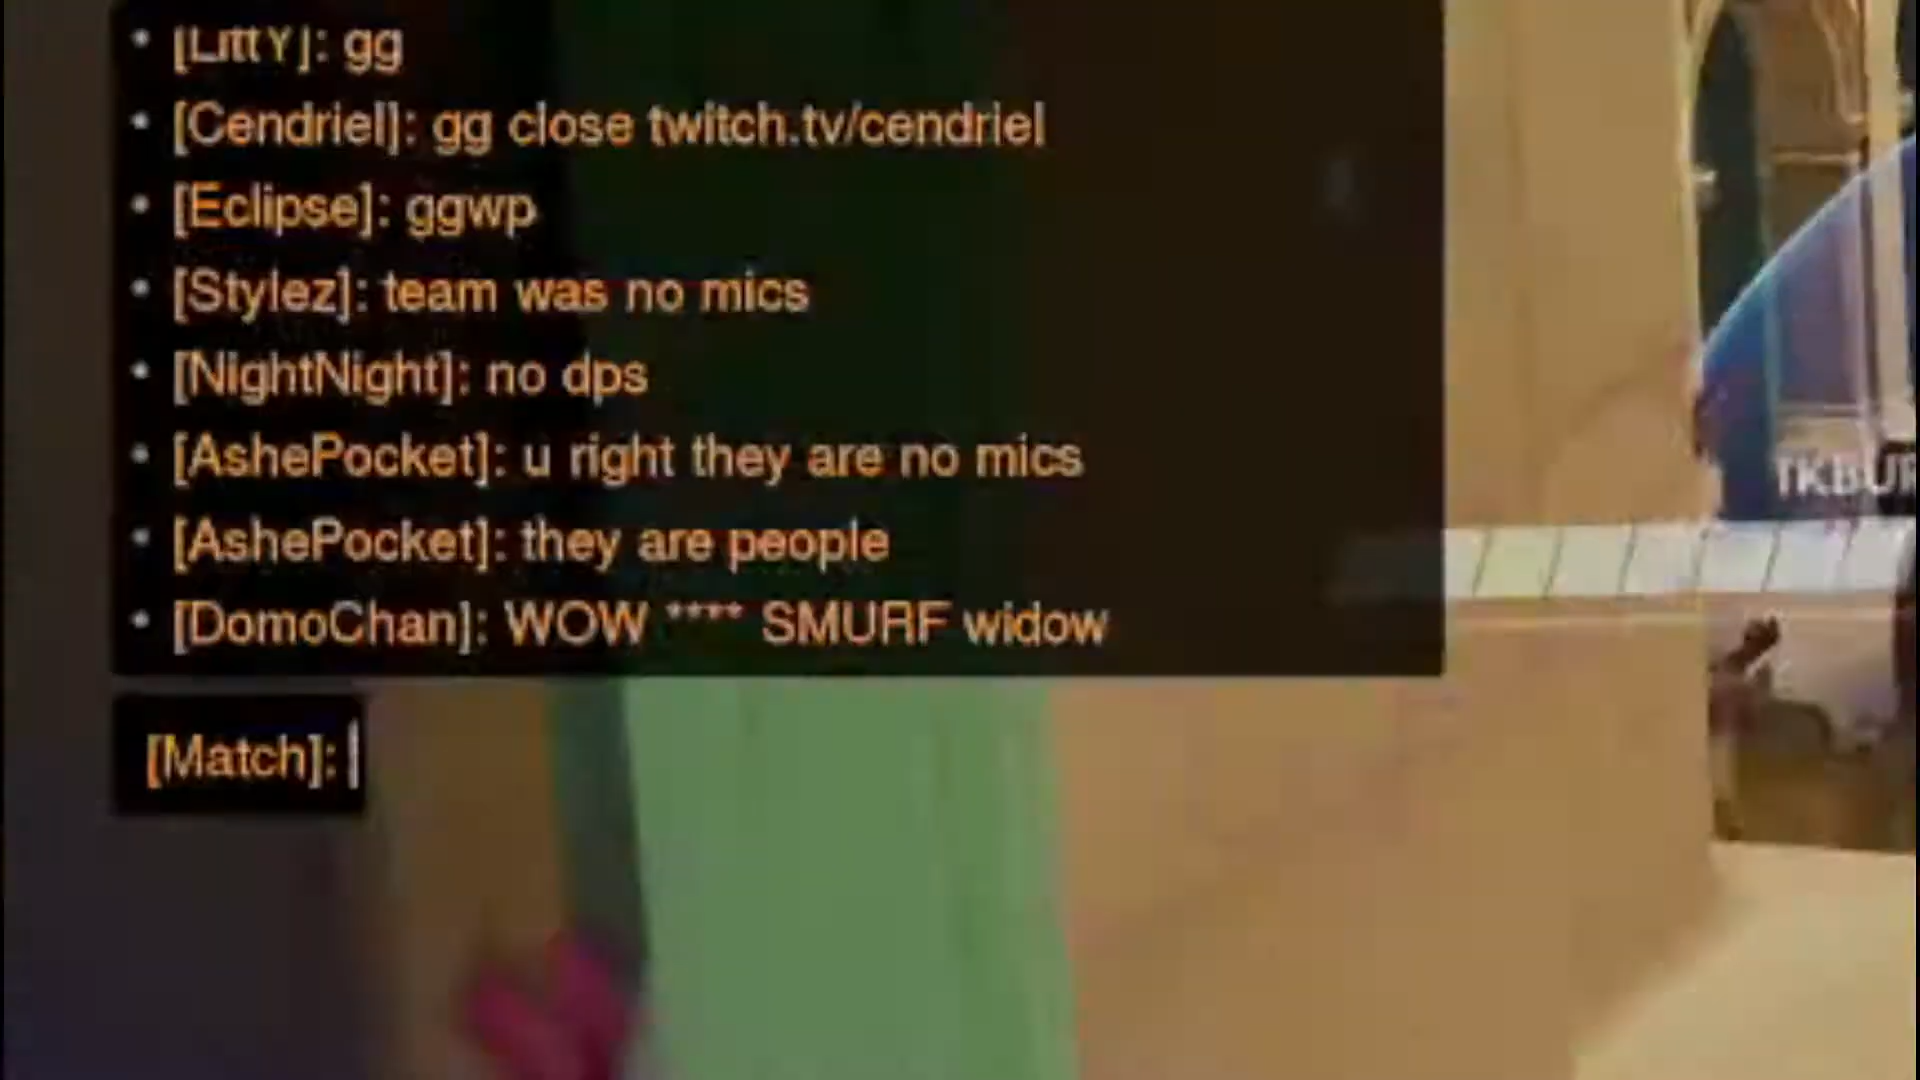 • [LittY]: gg
• [Cendriel]: gg close twitch.tv/cendriel
• [Eclipse]: ggwp
• [Stylez]: team was no mics
• [NightNight]: no dps
• [AshePocket]: u right they are no mics
• [AshePocket]: they are people
• [DomoChan]: WOW **** SMURF widow
[Match]: